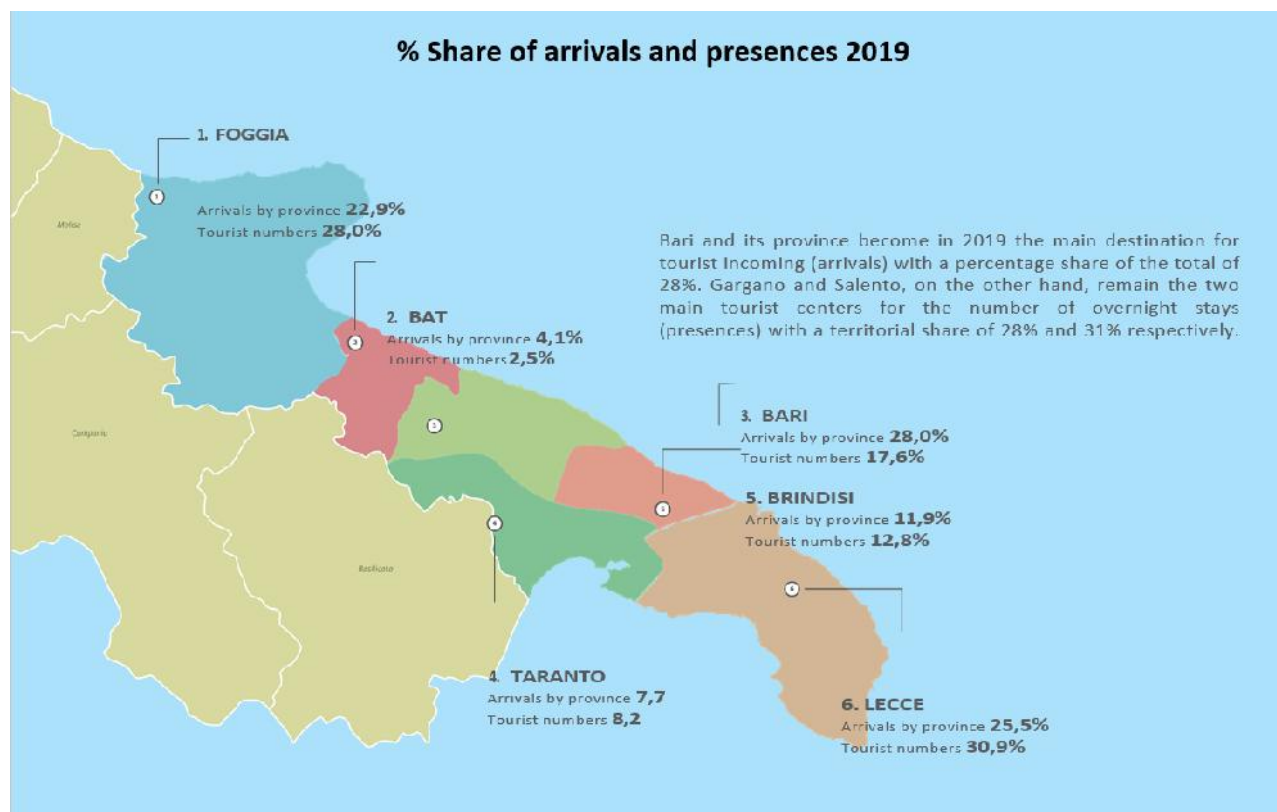 % Share of arrivals and presences 2019
1. FOGGIA
Arrivals by province 22,9%
Tourist numbers 28,0%
Molise
Bari and its province become in 2019 the main destination for
tourist incoming (arrivals) with a percentage share of the total of
28%. Gargano and Salento, on the other hand, remain the two
main tourist centers for the number of overnight stays
(presences) with a territorial share of 28% and 31% respectively.
2. BAT
Arrivals by province 4,1%
Tourist numbers 2,5%
Campania
3. BARI
Arrivals by province 28,0%
Tourist numbers 17,6%
5. BRINDISI
Arrivals by province 11,9%
Tourist numbers 12,8%
Basilicata
4. TARANTO
Arrivals by province 7,7
Tourist numbers 8,2
6. LECCE
Arrivals by province 25,5%
Tourist numbers 30,9%